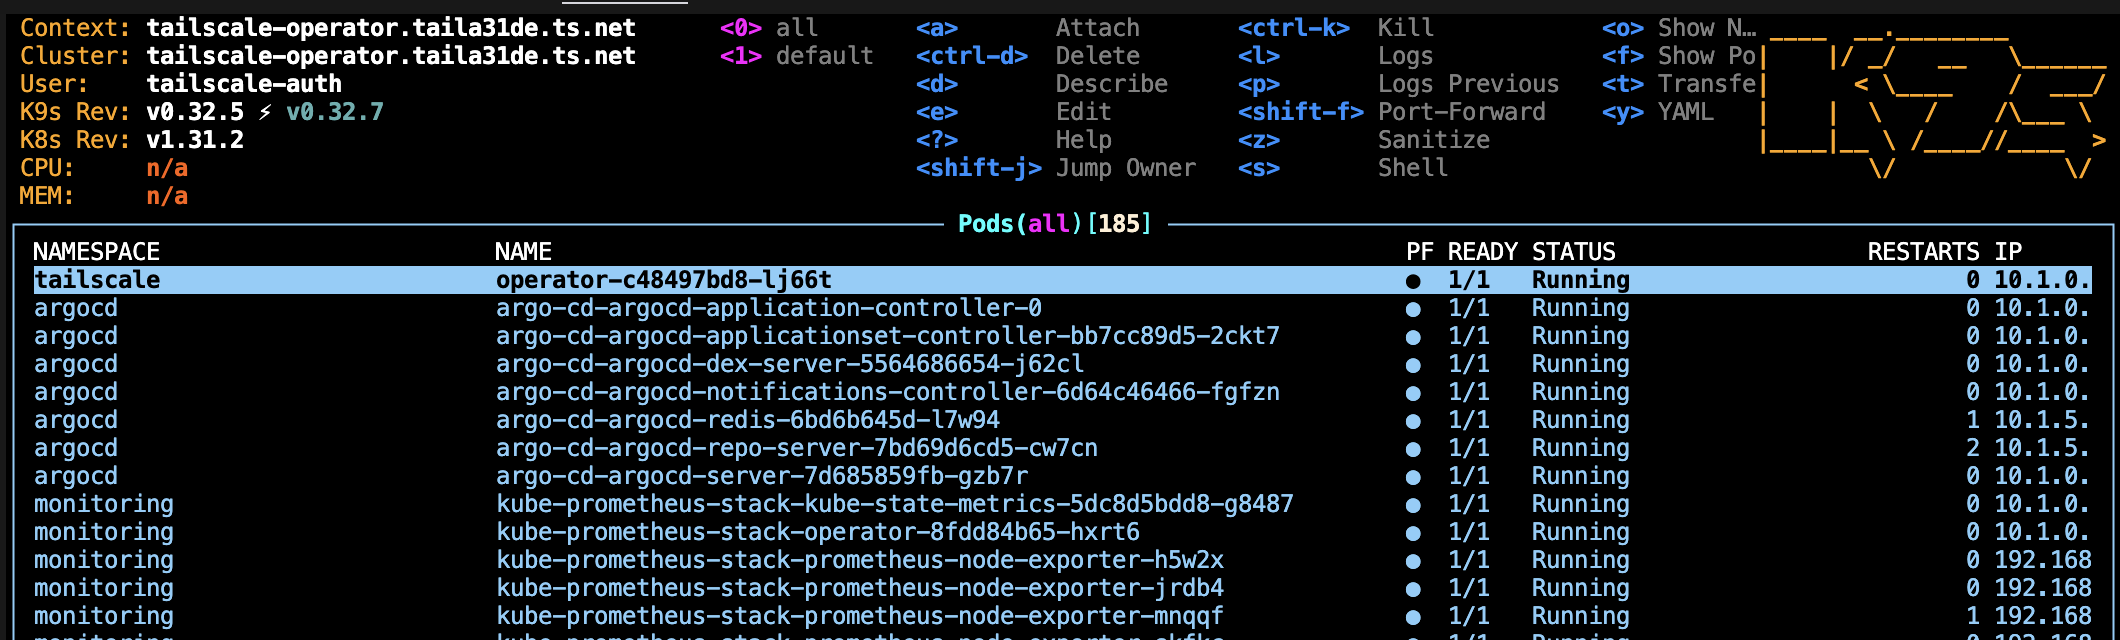 Context: tailscale-operator.taila31de.ts.net <0> all <a> Attach <ctrl-k> Kill <o> Show N…
Cluster: tailscale-operator.taila31de.ts.net <1> default <ctrl-d> Delete <l> Logs <f> Show Po
User: tailscale-auth <d> Describe <p> Logs Previous <t> Transfe
K9s Rev: v0.32.5 ⚡ v0.32.7 <e> Edit <shift-f> Port-Forward <y> YAML
K8s Rev: v1.31.2 <?> Help <z> Sanitize
CPU: n/a <shift-j> Jump Owner <s> Shell
MEM: n/a
Pods(all)[185]
NAMESPACE NAME PF READY STATUS RESTARTS IP
tailscale operator-c48497bd8-lj66t ● 1/1 Running 0 10.1.0.
argocd argo-cd-argocd-application-controller-0 ● 1/1 Running 0 10.1.0.
argocd argo-cd-argocd-applicationset-controller-bb7cc89d5-2ckt7 ● 1/1 Running 0 10.1.0.
argocd argo-cd-argocd-dex-server-5564686654-j62cl ● 1/1 Running 0 10.1.0.
argocd argo-cd-argocd-notifications-controller-6d64c46466-fgfzn ● 1/1 Running 0 10.1.0.
argocd argo-cd-argocd-redis-6bd6b645d-l7w94 ● 1/1 Running 1 10.1.5.
argocd argo-cd-argocd-repo-server-7bd69d6cd5-cw7cn ● 1/1 Running 2 10.1.5.
argocd argo-cd-argocd-server-7d685859fb-gzb7r ● 1/1 Running 0 10.1.0.
monitoring kube-prometheus-stack-kube-state-metrics-5dc8d5bdd8-g8487 ● 1/1 Running 0 10.1.0.
monitoring kube-prometheus-stack-operator-8fdd84b65-hxrt6 ● 1/1 Running 0 10.1.0.
monitoring kube-prometheus-stack-prometheus-node-exporter-h5w2x ● 1/1 Running 0 192.168
monitoring kube-prometheus-stack-prometheus-node-exporter-jrdb4 ● 1/1 Running 0 192.168
monitoring kube-prometheus-stack-prometheus-node-exporter-mnqqf ● 1/1 Running 1 192.168